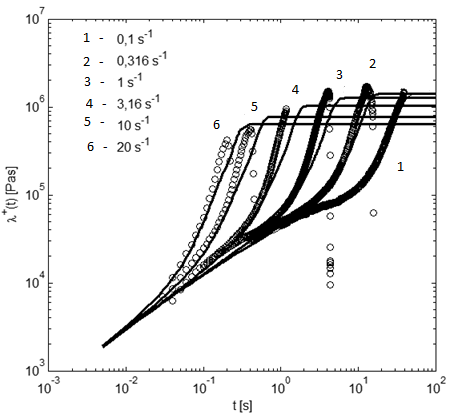 10^7
10^6
10^5
10^4
10^3
λ^+(t) [Pas]
1 - 0,1 s^-1
2 - 0,316 s^-1
3 - 1 s^-1
4 - 3,16 s^-1
5 - 10 s^-1
6 - 20 s^-1
6
5
4
3
2
1
10^-3 10^-2 10^-1 10^0 10^1 10^2
t [s]